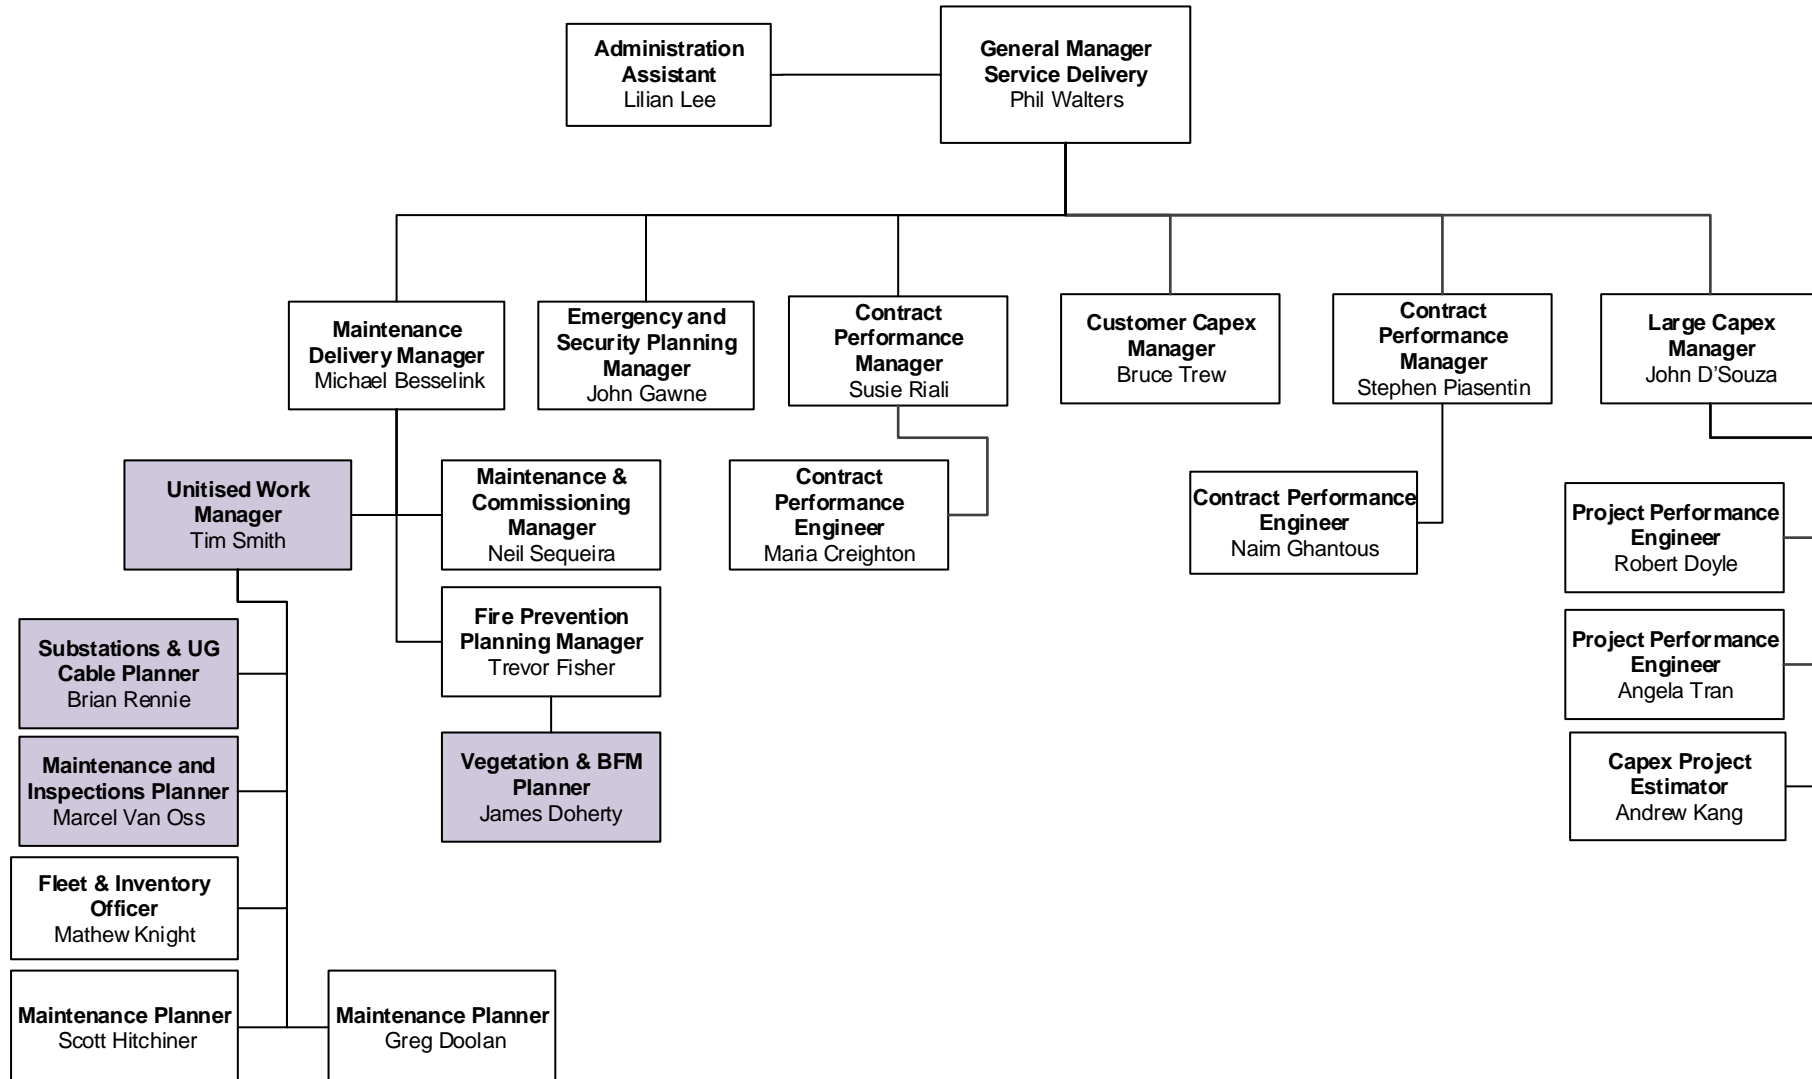 Administration
Assistant
Lilian Lee
General Manager
Service Delivery
Phil Walters
Maintenance
Delivery Manager
Michael Besselink
Emergency and
Security Planning
Manager
John Gawne
Contract
Performance
Manager
Susie Riali
Customer Capex
Manager
Bruce Trew
Contract
Performance
Manager
Stephen Piasentin
Large Capex
Manager
John D'Souza
Unitised Work
Manager
Tim Smith
Maintenance &
Commissioning
Manager
Neil Sequeira
Contract
Performance
Engineer
Maria Creighton
Contract Performance
Engineer
Naim Ghantous
Project Performance
Engineer
Robert Doyle
Fire Prevention
Planning Manager
Trevor Fisher
Substations & UG
Cable Planner
Brian Rennie
Project Performance
Engineer
Angela Tran
Maintenance and
Inspections Planner
Marcel Van Oss
Vegetation & BFM
Planner
James Doherty
Capex Project
Estimator
Andrew Kang
Fleet & Inventory
Officer
Mathew Knight
Maintenance Planner
Scott Hitchiner
Maintenance Planner
Greg Doolan